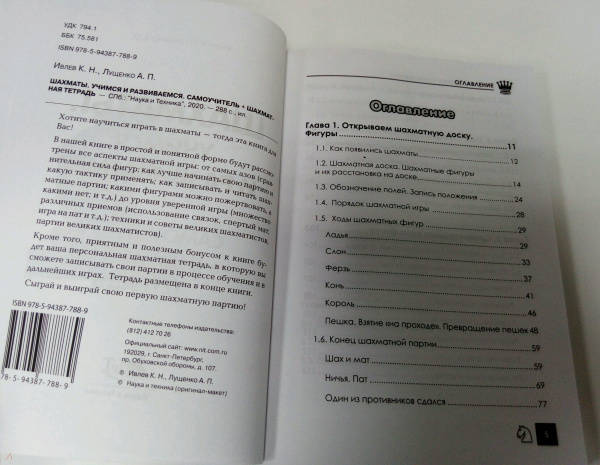 УДК 794.1
ББК 75.581
ISBN 978-5-94387-788-9
Ивлев К. Н., Лущенко А. П.
ШАХМАТЫ. УЧИМСЯ И РАЗВИВАЕМСЯ. САМОУЧИТЕЛЬ + ШАХМАТ-
НАЯ ТЕТРАДЬ — СПб.: "Наука и Техника", 2020. — 288 с., ил.
Хотите научиться играть в шахматы — тогда эта книга для
Вас!
В нашей книге в простой и понятной форме будут рассмо-
трены все аспекты шахматной игры: от самых азов (срав-
нительная сила фигур; как лучше начинать свою партию и
какую тактику применять; как записывать и читать шах-
матные партии; какими фигурами можно пожертвовать, а
какими нет; и т.д.) до уровня уверенной игры (множество
различных приемов (использование связок, спертый мат,
игра на пат и т.д.); техники и советы великих шахматистов,
партии великих шахматистов).
Кроме того, приятным и полезным бонусом к книге бу-
дет ваша персональная шахматная тетрадь, в которую вы
сможете записывать свои партии в процессе обучения и в
дальнейших играх. Тетрадь размещена в конце книги.
Сыграй и выиграй свою первую шахматную партию!
ISBN 978-5-94387-788-9
78-5-94387-788-9
Контактные телефоны издательства:
(812) 412 70 26
Официальный сайт: www.nit.com.ru
192029, г. Санкт-Петербург,
пр. Обуховской обороны, д. 107.
© Ивлев К. Н., Лущенко А. П.
© Наука и техника (оригинал-макет)
ОГЛАВЛЕНИЕ
Оглавление
Глава 1. Открываем шахматную доску.
Фигуры 11
1.1. Как появились шахматы 12
1.2. Шахматная доска. Шахматные фигуры
и их расстановка на доске 14
1.3. Обозначение полей. Запись положения 24
1.4. Порядок шахматной игры 28
1.5. Ходы шахматных фигур 29
Ладья 29
Слон 33
Ферзь 37
Конь 41
Король 46
Пешка. Взятие «на проходе». Превращение пешек 48
1.6. Конец шахматной партии 59
Шах и мат 59
Ничья. Пат 69
Один из противников сдался 77
5